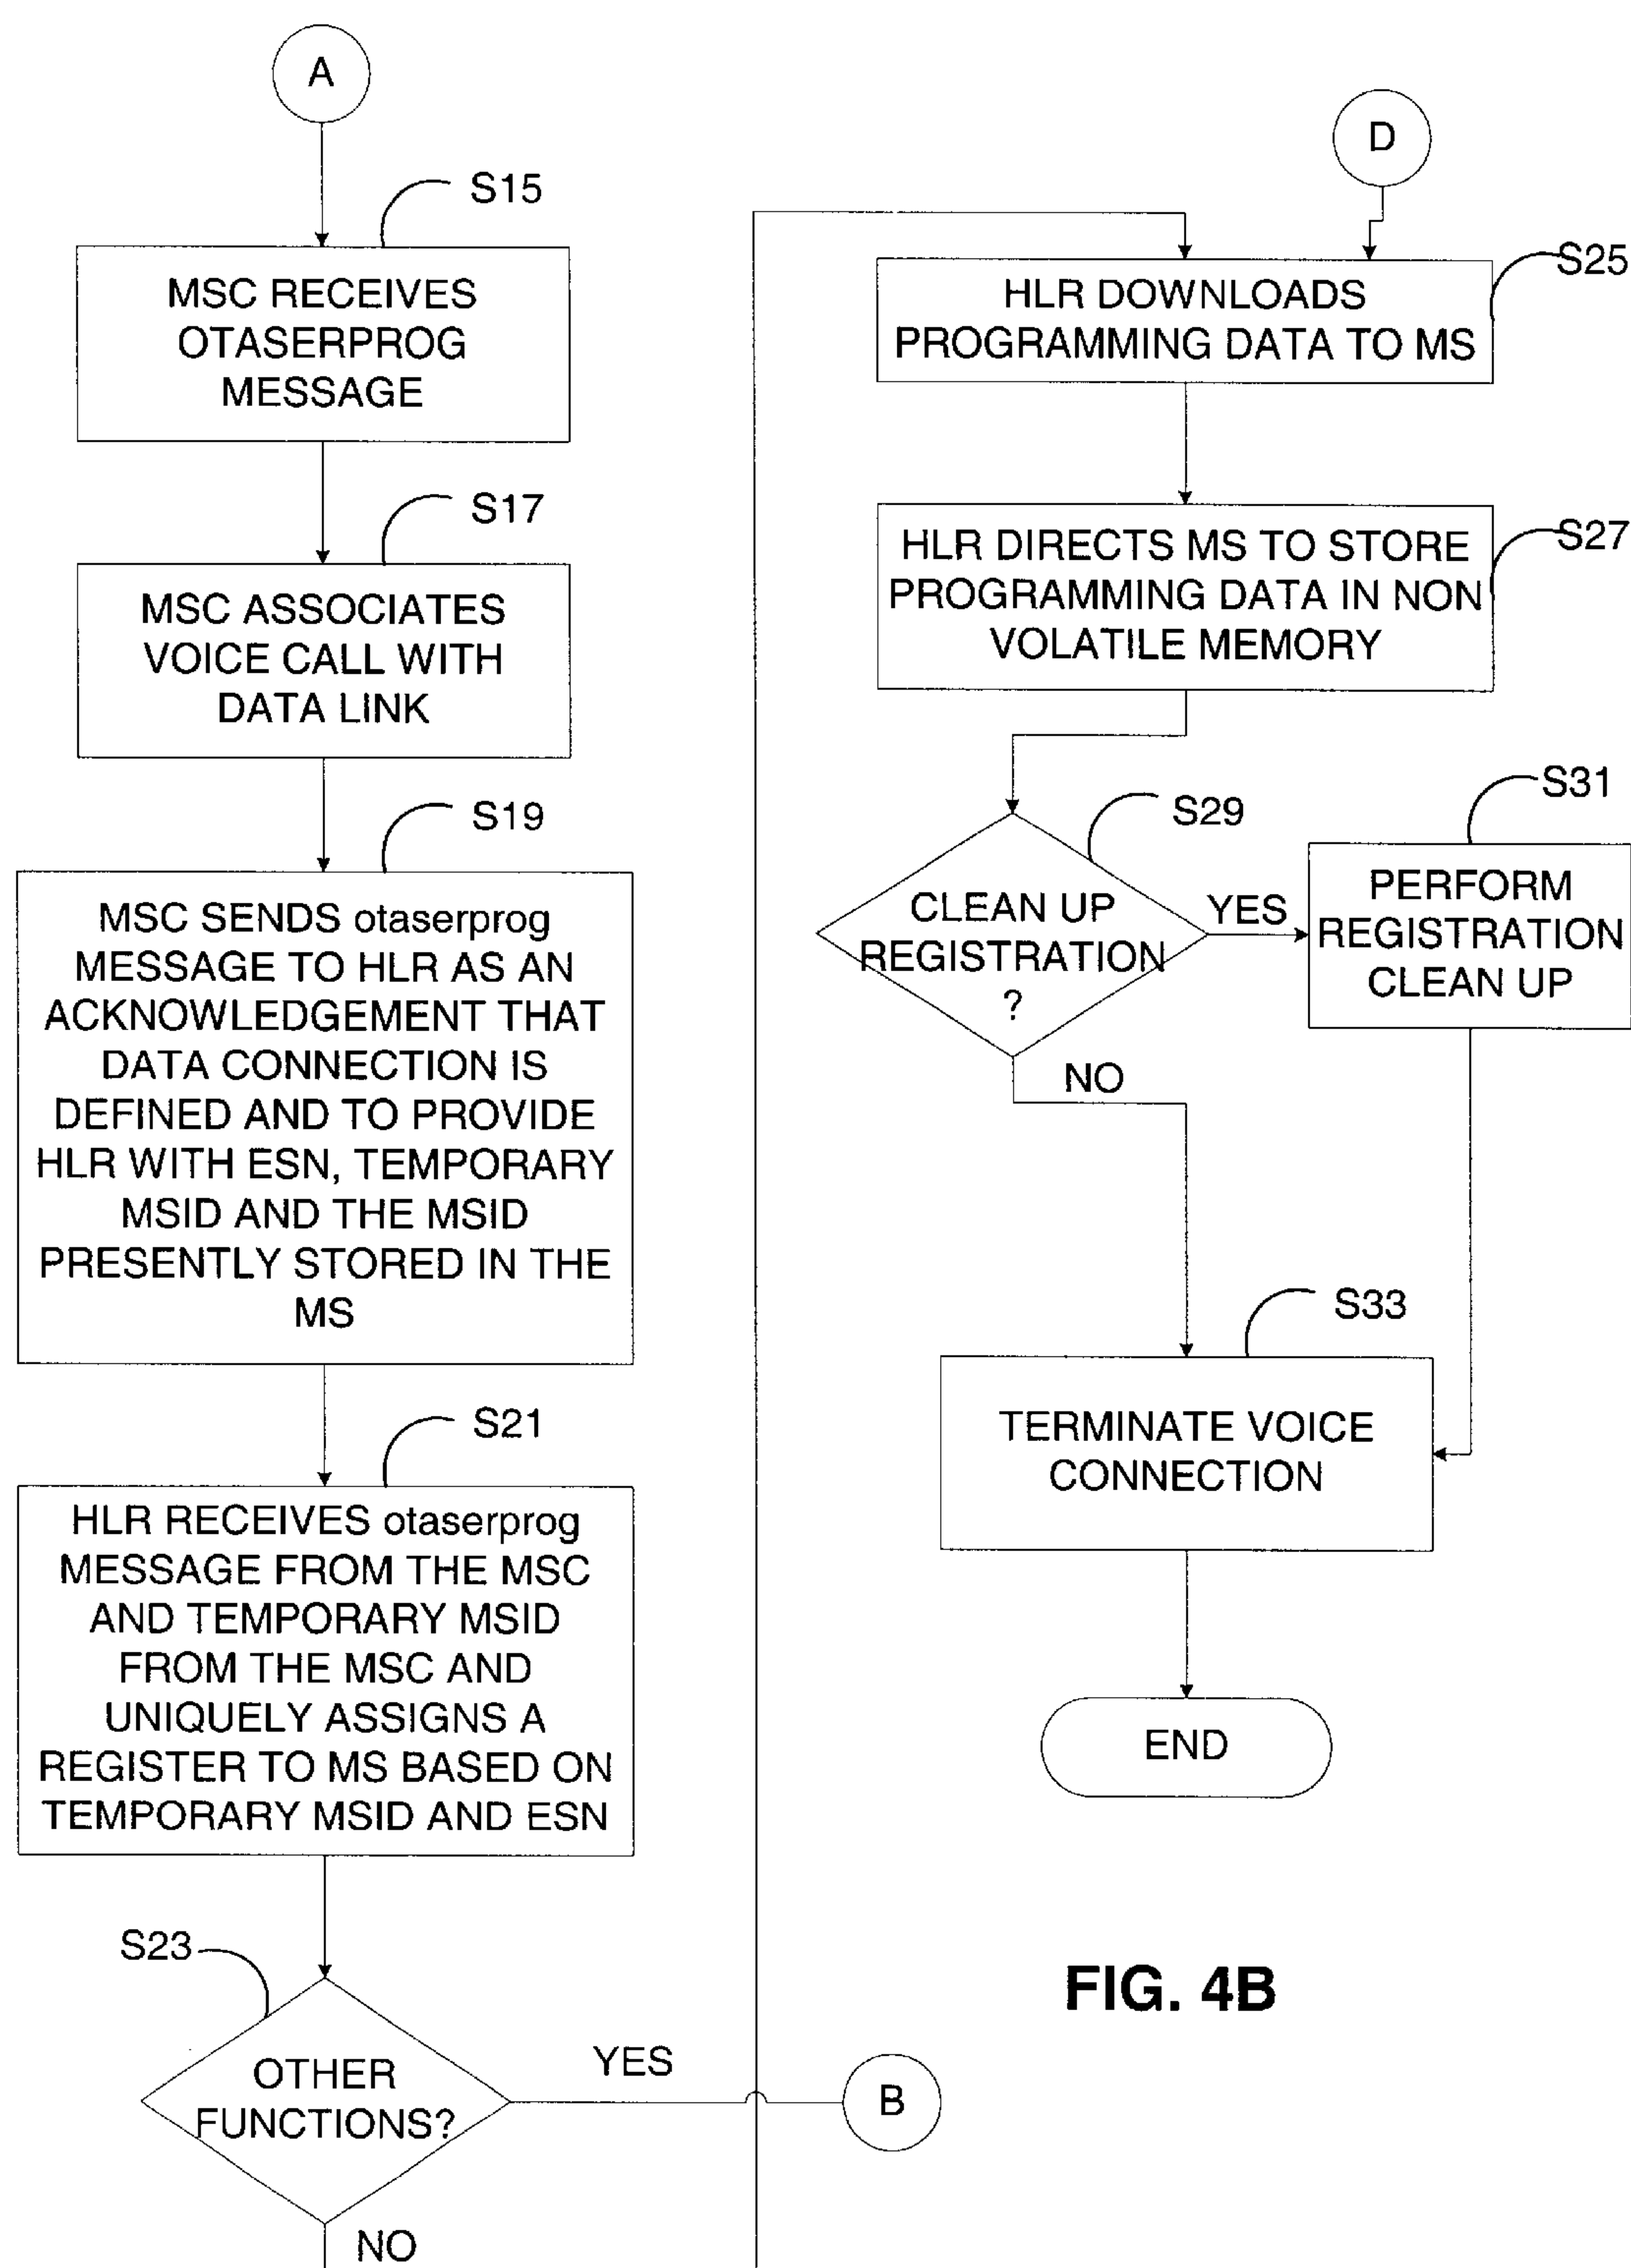 A
S15
MSC RECEIVES
OTASERPROG
MESSAGE
S17
MSC ASSOCIATES
VOICE CALL WITH
DATA LINK
S19
MSC SENDS otaserprog
MESSAGE TO HLR AS AN
ACKNOWLEDGEMENT THAT
DATA CONNECTION IS
DEFINED AND TO PROVIDE
HLR WITH ESN, TEMPORARY
MSID AND THE MSID
PRESENTLY STORED IN THE
MS
S21
HLR RECEIVES otaserprog
MESSAGE FROM THE MSC
AND TEMPORARY MSID
FROM THE MSC AND
UNIQUELY ASSIGNS A
REGISTER TO MS BASED ON
TEMPORARY MSID AND ESN
S23
OTHER
FUNCTIONS?
YES
B
NO
D
S25
HLR DOWNLOADS
PROGRAMMING DATA TO MS
S27
HLR DIRECTS MS TO STORE
PROGRAMMING DATA IN NON
VOLATILE MEMORY
S29
CLEAN UP
REGISTRATION
?
YES
S31
PERFORM
REGISTRATION
CLEAN UP
NO
S33
TERMINATE VOICE
CONNECTION
END
FIG. 4B